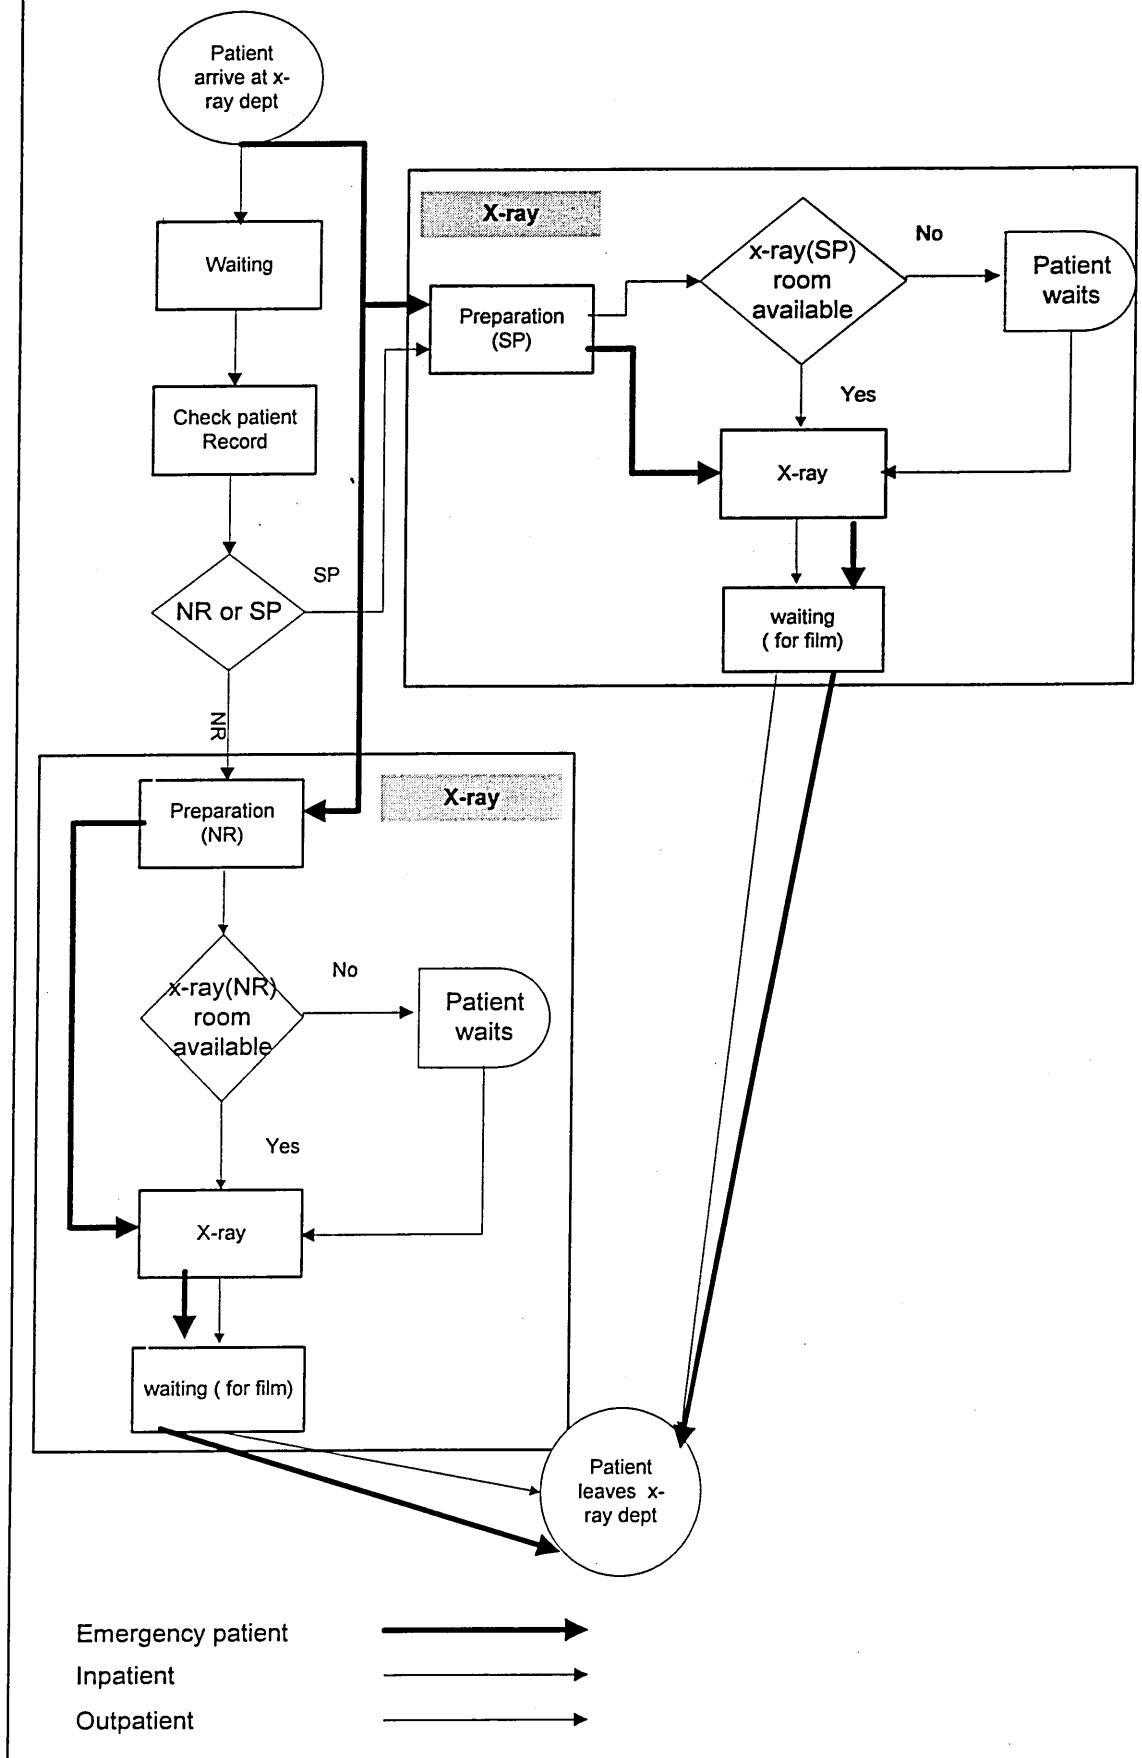 Patient
arrive at x-
ray dept
Waiting
Check patient
Record
NR or SP
SP
NR
X-ray
Preparation
(SP)
x-ray(SP)
room
available
No
Patient
waits
Yes
X-ray
waiting
( for film)
X-ray
Preparation
(NR)
x-ray(NR)
room
available
No
Patient
waits
Yes
X-ray
waiting ( for film)
Patient
leaves x-
ray dept
Emergency patient
Inpatient
Outpatient